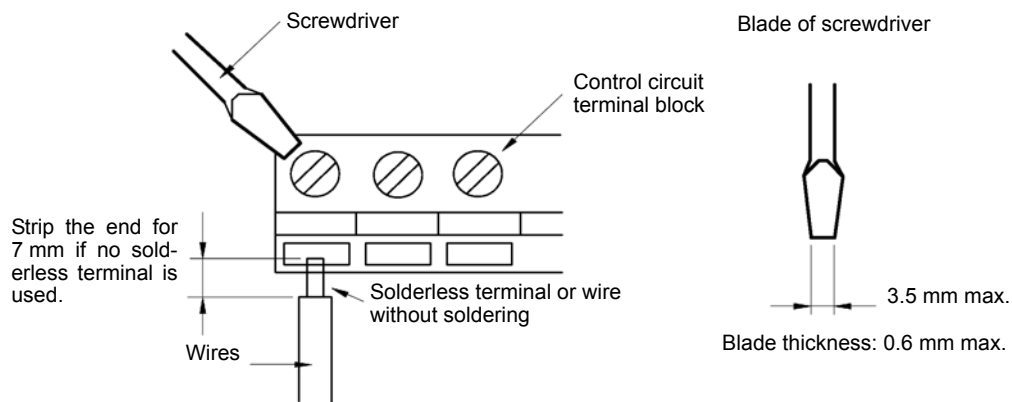 Screwdriver
Blade of screwdriver
Control circuit
terminal block
Strip the end for
7 mm if no sold-
erless terminal is
used.
Solderless terminal or wire
without soldering
Wires
3.5 mm max.
Blade thickness: 0.6 mm max.